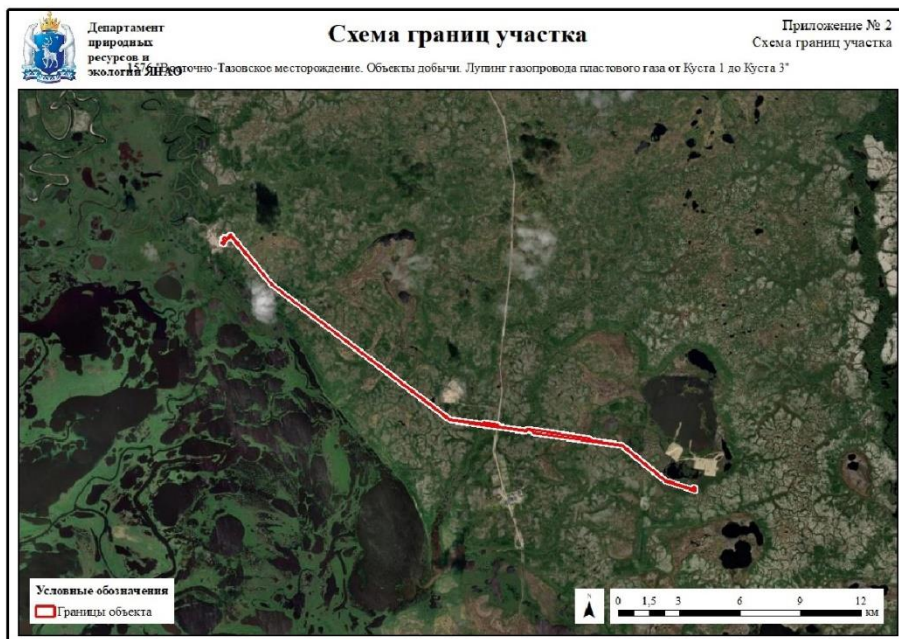 Департамент
природных
ресурсов и
экологии ЯНАО
Схема границ участка
Приложение № 2
Схема границ участка
"Восточно-Тазовское месторождение. Объекты добычи. Лупинг газопровода пластового газа от Куста 1 до Куста 3"
N
Условные обозначения
Границы объекта
0 1,5 3 6 9 12
км